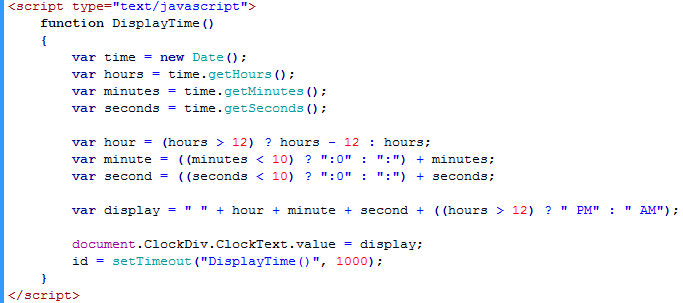 <script type="text/javascript">
    function DisplayTime()
    {
        var time = new Date();
        var hours = time.getHours();
        var minutes = time.getMinutes();
        var seconds = time.getSeconds();

        var hour = (hours > 12) ? hours - 12 : hours;
        var minute = ((minutes < 10) ? ":0" : ":") + minutes;
        var second = ((seconds < 10) ? ":0" : ":") + seconds;

        var display = " " + hour + minute + second + ((hours > 12) ? " PM" : " AM");

        document.ClockDiv.ClockText.value = display;
        id = setTimeout("DisplayTime()", 1000);
    }
</script>